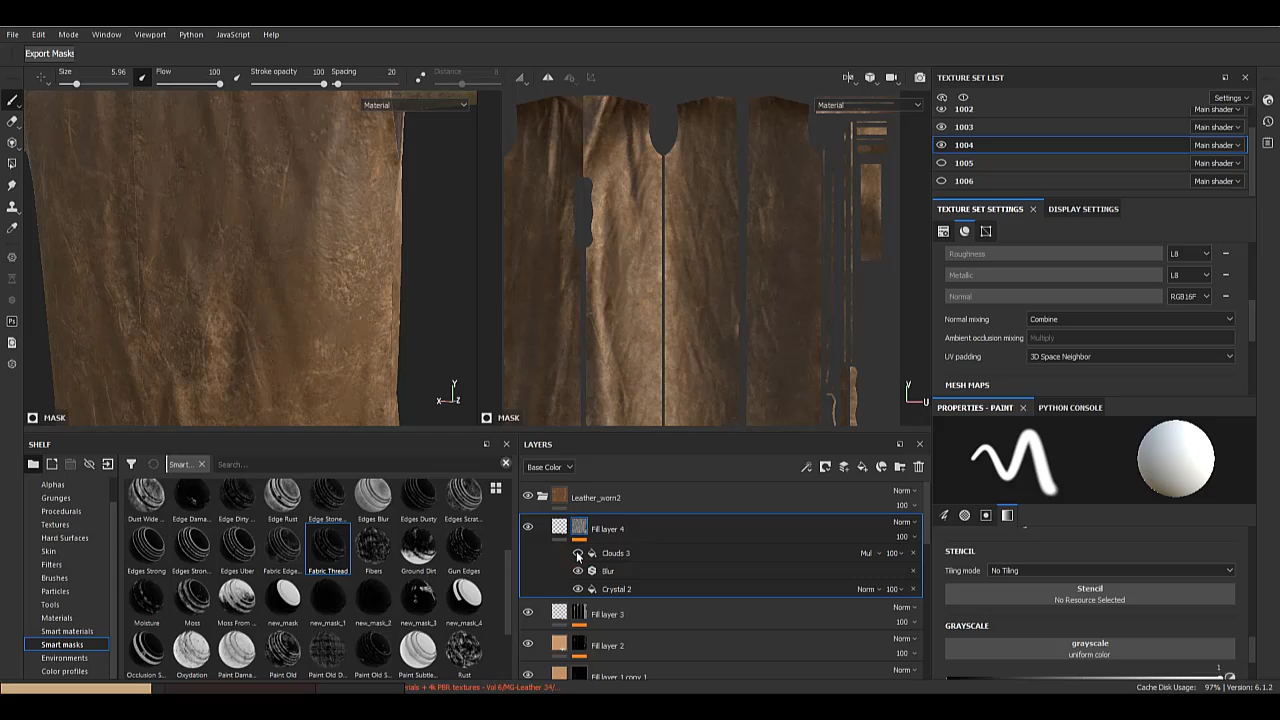 File Edit Mode Window Viewport Python JavaScript Help
Export Masks
Size 5.96 Flow 100 Stroke opacity 100 Spacing 20 Distance 8
Material
Material
Y
X Z
MASK
V
U
MASK
TEXTURE SET LIST
Settings
1002 Main shader
1003 Main shader
1004 Main shader
1005 Main shader
1006 Main shader
TEXTURE SET SETTINGS DISPLAY SETTINGS
Roughness L8
Metallic L8
Normal RGB16F
Normal mixing Combine
Ambient occlusion mixing Multiply
UV padding 3D Space Neighbor
MESH MAPS
PROPERTIES - PAINT PYTHON CONSOLE
STENCIL
Tiling mode No Tiling
Stencil
No Resource Selected
GRAYSCALE
grayscale
uniform color
1
SHELF
Smart... Search...
Alphas
Grunges
Procedurals
Textures
Hard Surfaces
Skin
Filters
Brushes
Particles
Tools
Materials
Smart materials
Smart masks
Environments
Color profiles
Dust Wide ... Edge Dama... Edge Dirty ... Edge Rust Edge Stone... Edges Blur Edges Dusty Edges Scrat...
Edges Strong Edges Strong Edges Uber Fabric Edge... Fabric Thread Fibers Ground Dirt Gun Edges
Moisture Moss Moss From ... new_mask new_mask_1 new_mask_2 new_mask_3 new_mask_4
Occlusion S... Oxydation Paint Dama... Paint Old Paint Old D... Paint Old S... Paint Subtle... Rust
LAYERS
Base Color
Leather_worn2 Norm 100
Fill layer 4 Norm 100
Clouds 3 Mul 100
Blur
Crystal 2 Norm 100
Fill layer 3 Norm 100
Fill layer 2 Norm 100
Fill layer 1 copy 1 Norm
Cache Disk Usage: 97% | Version: 6.1.2